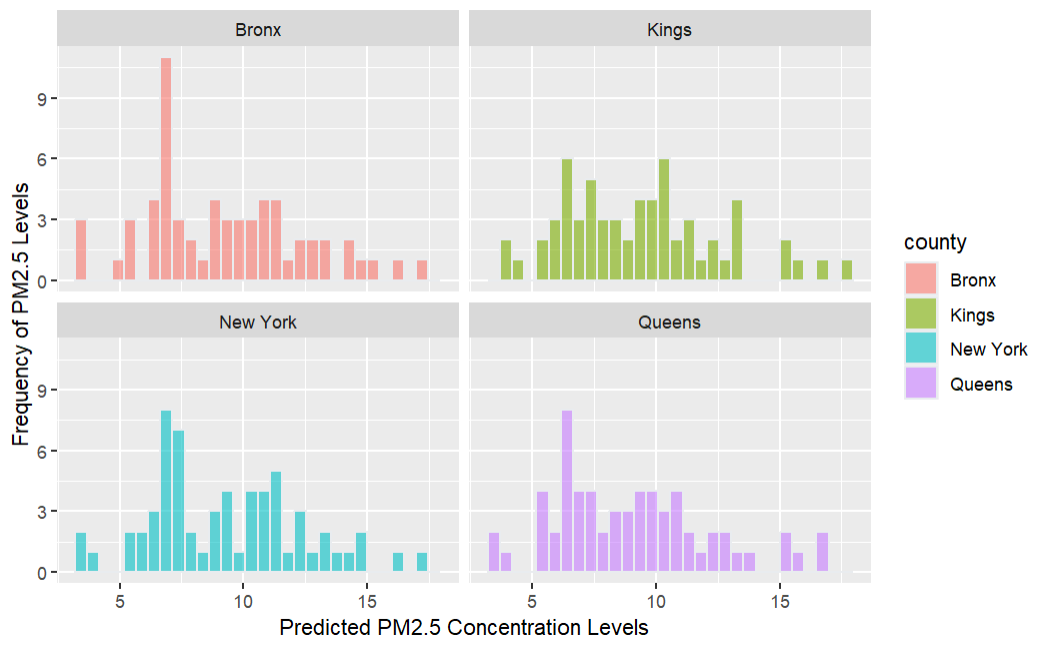 Bronx
Kings
9
6
3
0
New York
Queens
9
6
3
0
5
10
15
5
10
15
Predicted PM2.5 Concentration Levels
Frequency of PM2.5 Levels
county
Bronx
Kings
New York
Queens